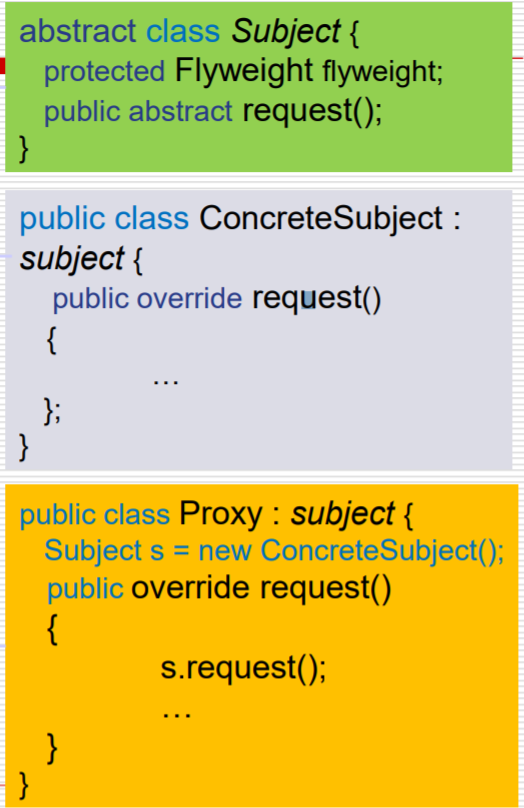 abstract class Subject {
protected Flyweight flyweight;
public abstract request();
}
public class ConcreteSubject :
subject {
public override request()
{
...
};
}
public class Proxy : subject {
Subject s = new ConcreteSubject();
public override request()
{
s.request();
...
}
}